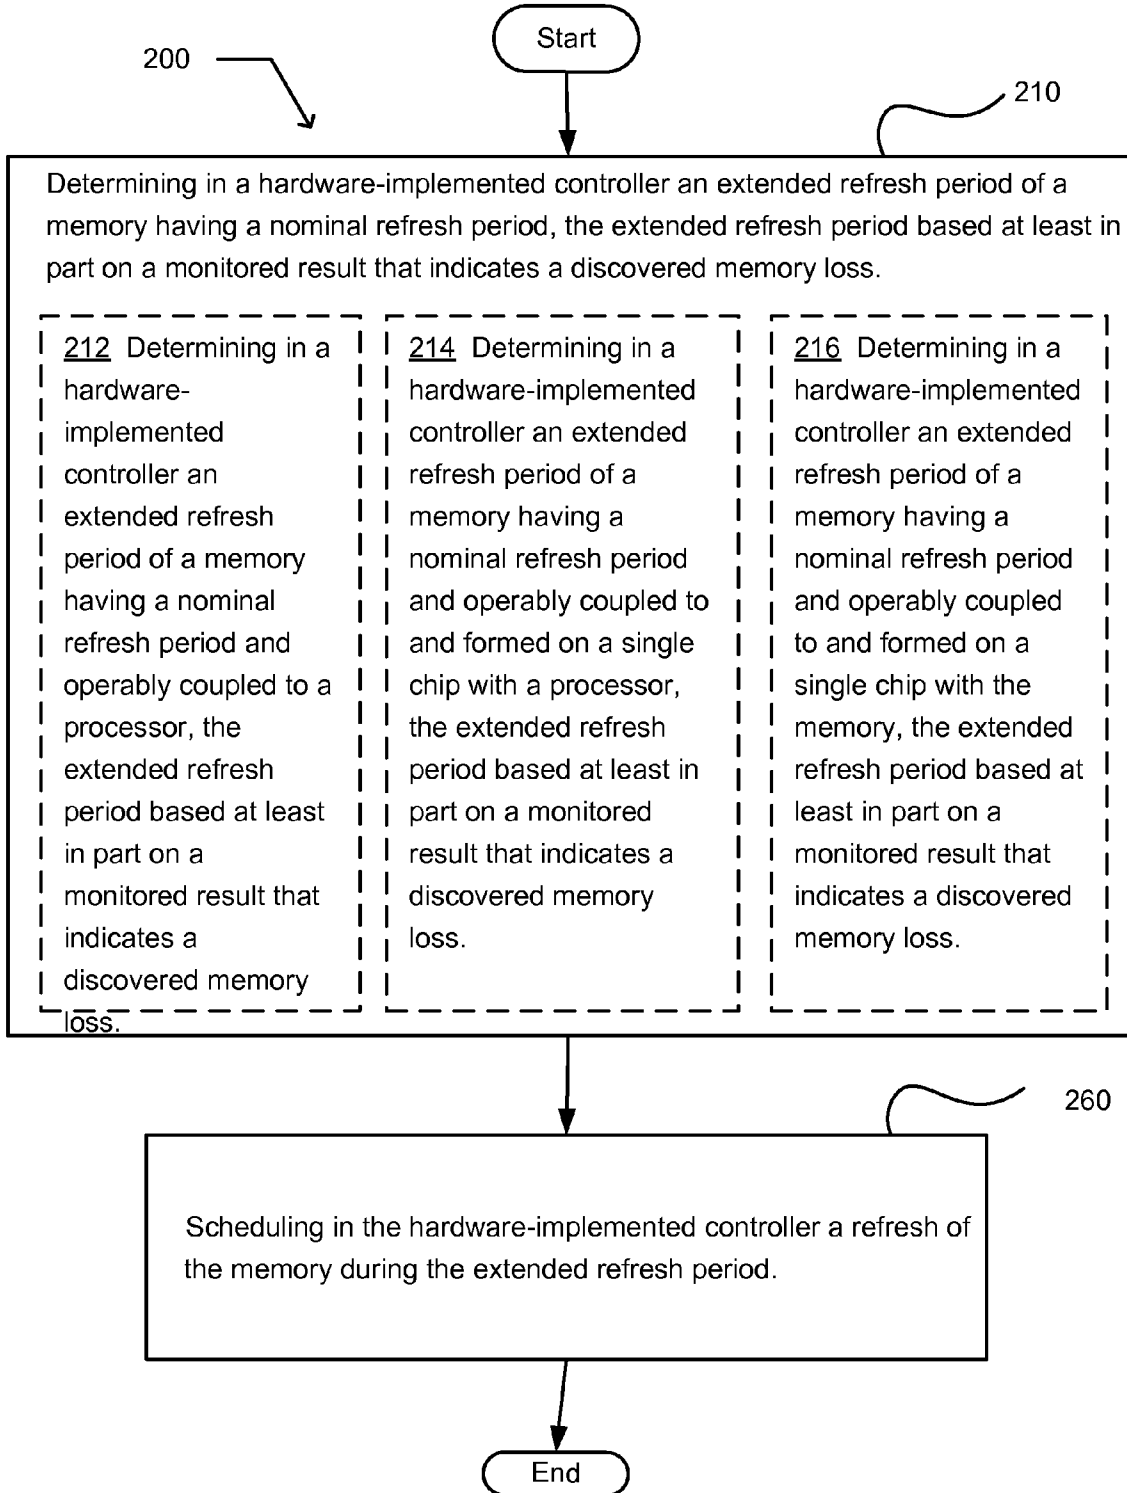 Start
200
210
Determining in a hardware-implemented controller an extended refresh period of a
memory having a nominal refresh period, the extended refresh period based at least in
part on a monitored result that indicates a discovered memory loss.
212 Determining in a
hardware-
implemented
controller an
extended refresh
period of a memory
having a nominal
refresh period and
operably coupled to a
processor, the
extended refresh
period based at least
in part on a
monitored result that
indicates a
discovered memory
loss.
214 Determining in a
hardware-implemented
controller an extended
refresh period of a
memory having a
nominal refresh period
and operably coupled to
and formed on a single
chip with a processor,
the extended refresh
period based at least in
part on a monitored
result that indicates a
discovered memory
loss.
216 Determining in a
hardware-implemented
controller an extended
refresh period of a
memory having a
nominal refresh period
and operably coupled
to and formed on a
single chip with the
memory, the extended
refresh period based at
least in part on a
monitored result that
indicates a discovered
memory loss.
260
Scheduling in the hardware-implemented controller a refresh of
the memory during the extended refresh period.
End